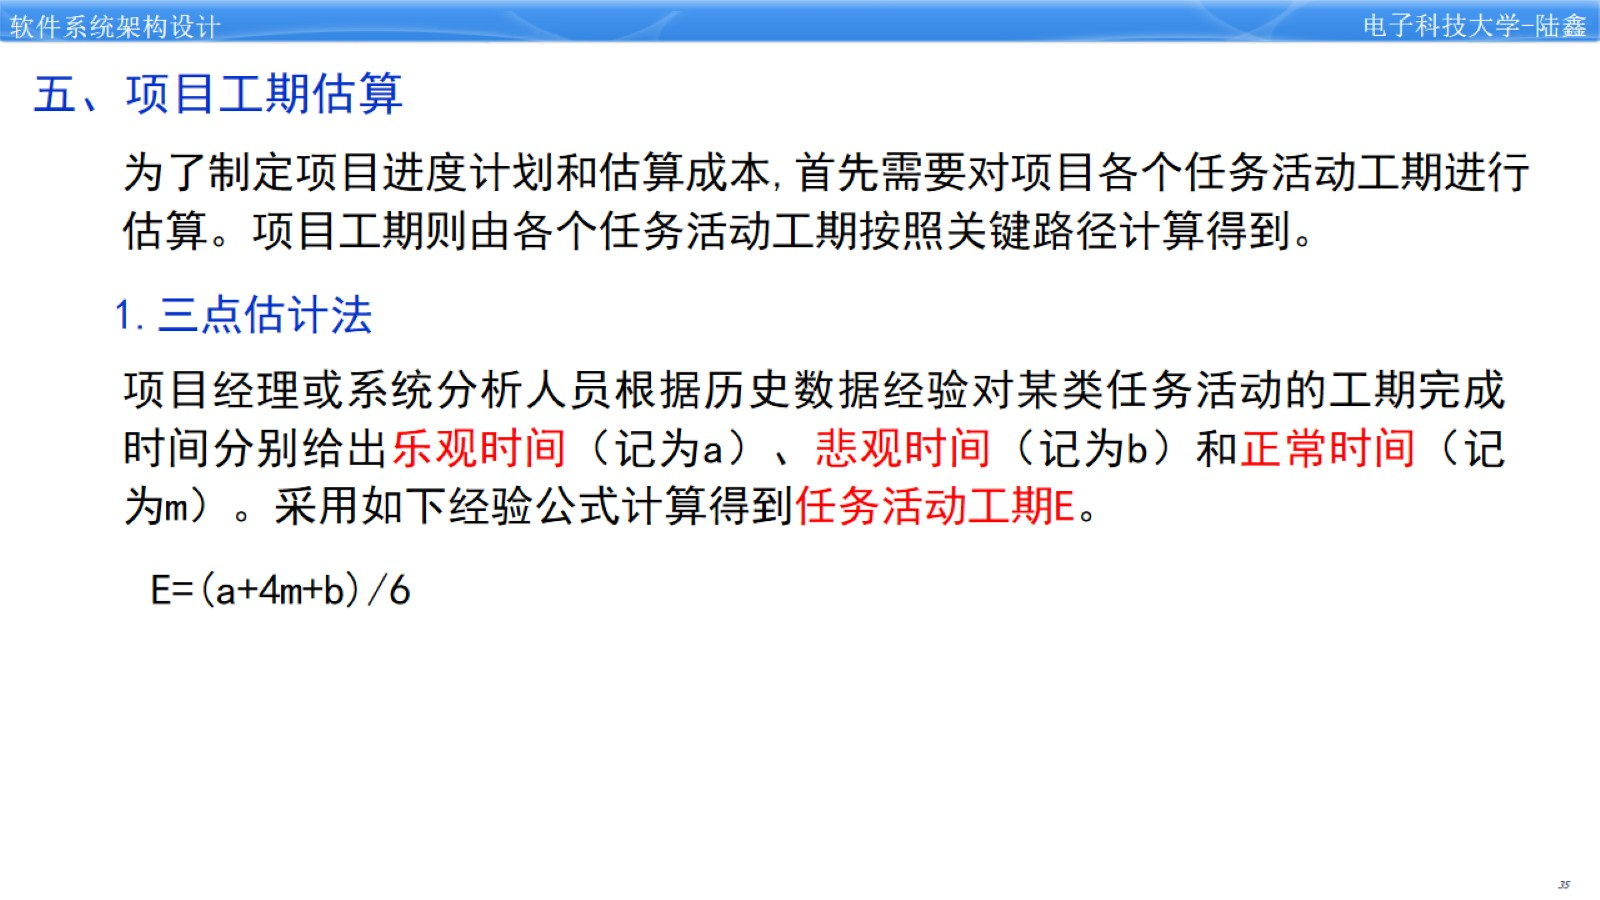 软件系统架构设计
电子科技大学-陆鑫
五、项目工期估算
为了制定项目进度计划和估算成本,首先需要对项目各个任务活动工期进行
估算。项目工期则由各个任务活动工期按照关键路径计算得到。
1.三点估计法
项目经理或系统分析人员根据历史数据经验对某类任务活动的工期完成
时间分别给出乐观时间（记为a）、悲观时间（记为b）和正常时间（记
为m）。采用如下经验公式计算得到任务活动工期E。
E=(a+4m+b)/6
35